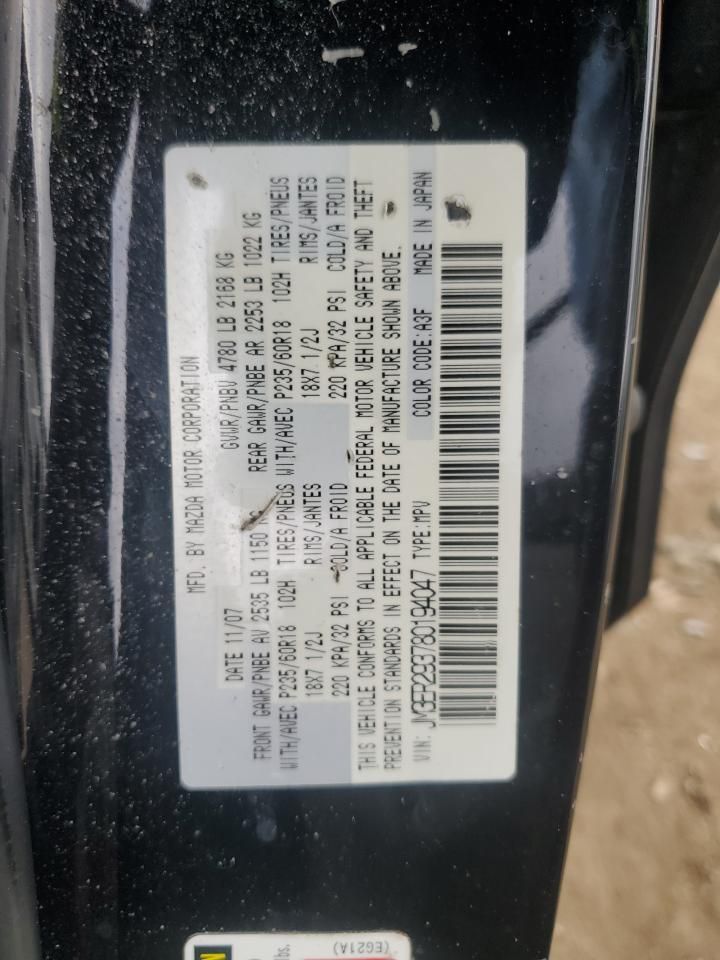 MFD. BY MAZDA MOTOR CORPORATION
DATE 11/07 GVWR/PNBV 4780 LB 2168 KG
FRONT GAWR/PNBE AV 2535 LB 1150 REAR GAWR/PNBE AR 2253 LB 1022 KG
WITH/AVEC P235/60R18 102H TIRES/PNEUS WITH/AVEC P235/60R18 102H TIRES/PNEUS
18X7 1/2J RIMS/JANTES 18X7 1/2J RIMS/JANTES
220 KPA/32 PSI COLD/A FROID 220 KPA/32 PSI COLD/A FROID
THIS VEHICLE CONFORMS TO ALL APPLICABLE FEDERAL MOTOR VEHICLE SAFETY AND THEFT
PREVENTION STANDARDS IN EFFECT ON THE DATE OF MANUFACTURE SHOWN ABOVE.
VIN: JM3ER293780194047 TYPE:MPV COLOR CODE:A3F MADE IN JAPAN
lbs.
(EG21A)